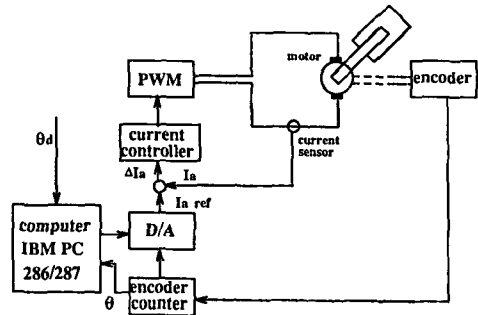 motor
PWM
encoder
current
controller
current
sensor
θd
ΔIa
Ia
Ia ref
computer
IBM PC
286/287
D/A
θ
encoder
counter